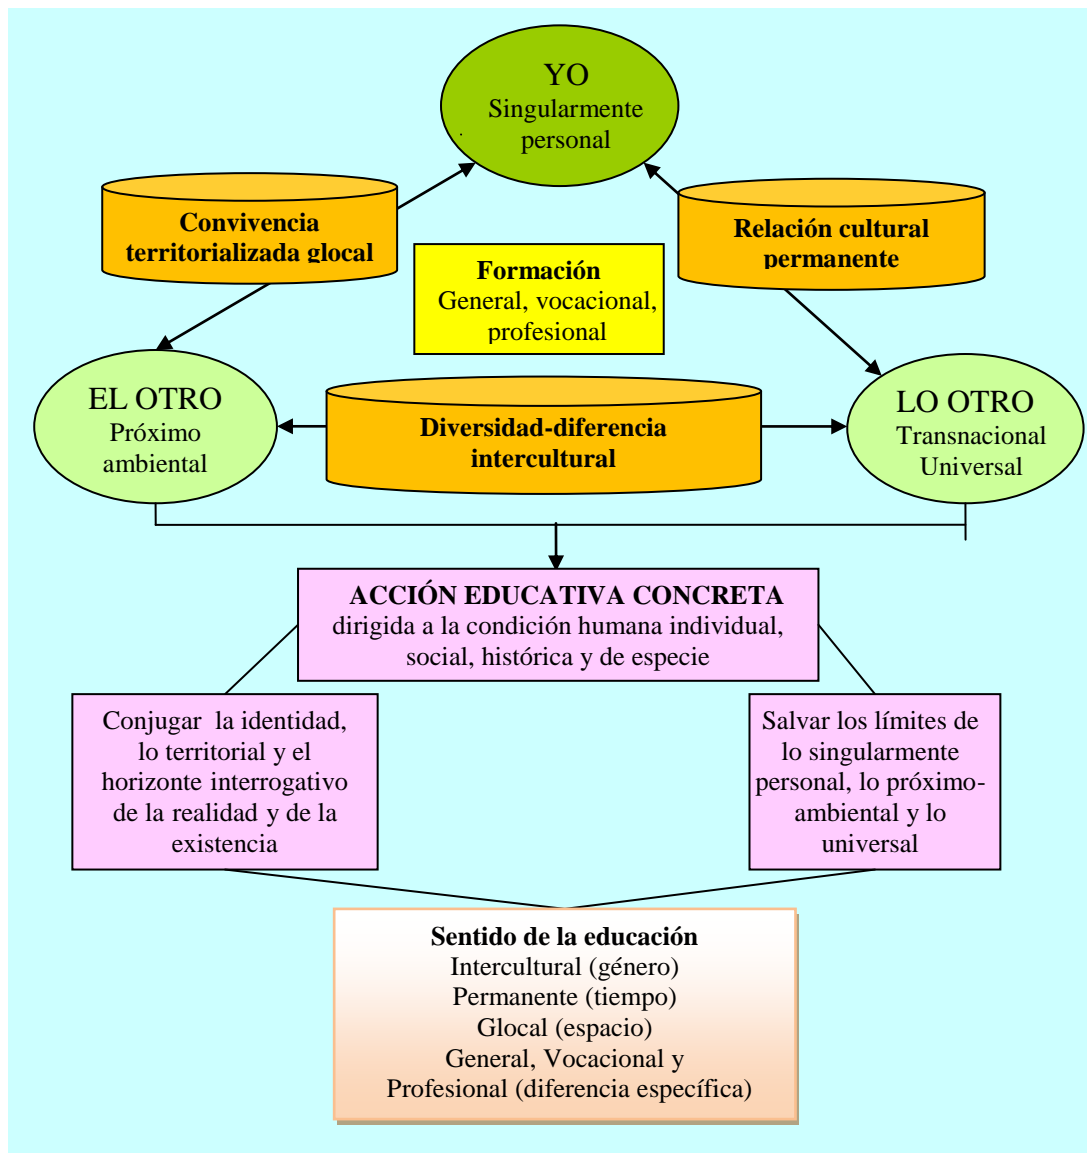 YO
Singularmente
personal
Convivencia
territorializada glocal
Relación cultural
permanente
Formación
General, vocacional,
profesional
EL OTRO
Próximo
ambiental
Diversidad-diferencia
intercultural
LO OTRO
Transnacional
Universal
ACCIÓN EDUCATIVA CONCRETA
dirigida a la condición humana individual,
social, histórica y de especie
Conjugar la identidad,
lo territorial y el
horizonte interrogativo
de la realidad y de la
existencia
Salvar los límites de
lo singularmente
personal, lo próximo-
ambiental y lo
universal
Sentido de la educación
Intercultural (género)
Permanente (tiempo)
Glocal (espacio)
General, Vocacional y
Profesional (diferencia específica)